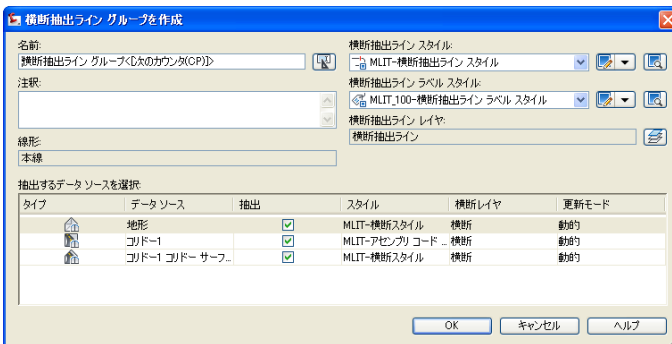 横断抽出ライン グループを作成
名前:
横断抽出ライン グループ<[次のカウンタ(CP)]>
注釈:
線形:
本線
横断抽出ライン スタイル:
MLIT-横断抽出ライン スタイル
横断抽出ライン ラベル スタイル:
MLIT_100-横断抽出ライン ラベル スタイル
横断抽出ライン レイヤ:
横断抽出ライン
抽出するデータ ソースを選択:
タイプ データ ソース 抽出 スタイル 横断レイヤ 更新モード
地形 MLIT-横断スタイル 横断 動的
コリドー1 MLIT-アセンブリ コード ... 横断 動的
コリドー1 コリドー サーフ... MLIT-横断スタイル 横断 動的
OK キャンセル ヘルプ